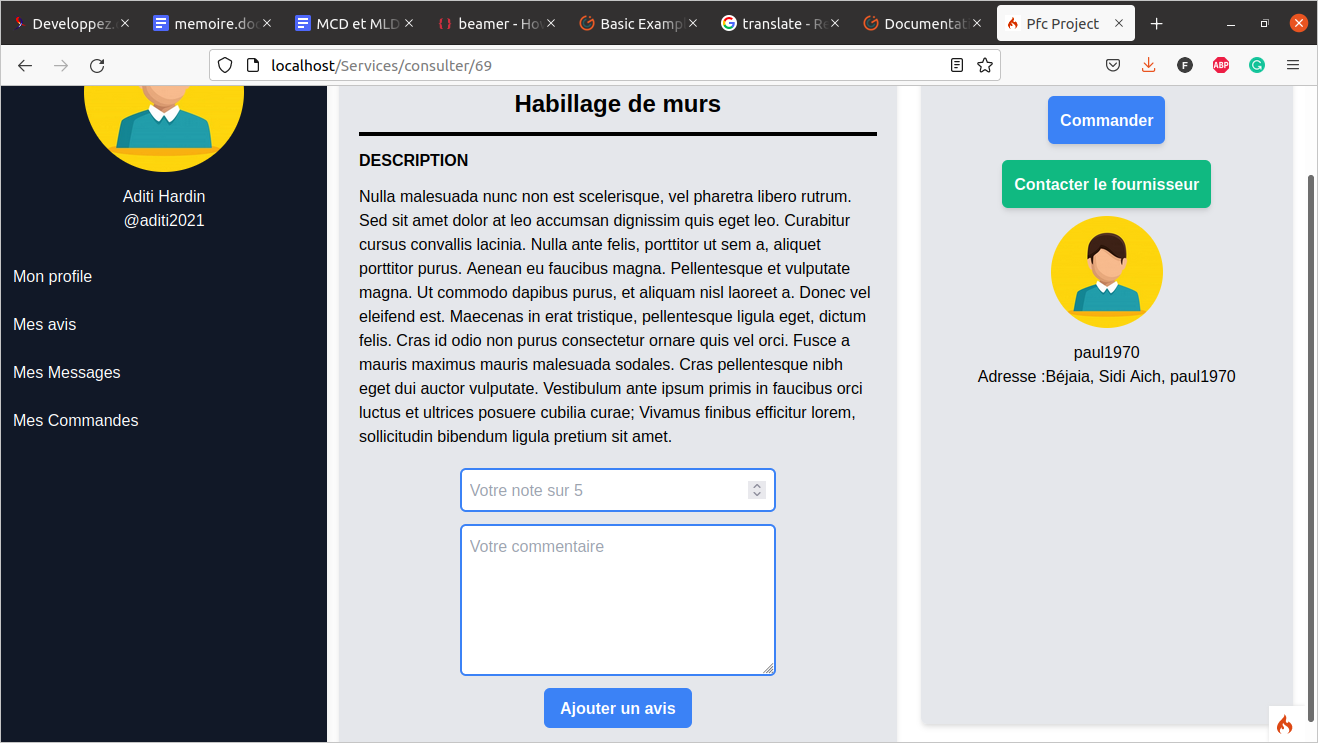 Developpez.
memoire.doc
MCD et MLD
beamer - Hov
Basic Examp
translate - Re
Documentati
Pfc Project
localhost/Services/consulter/69
F
ABP
G
Aditi Hardin
@aditi2021
Mon profile
Mes avis
Mes Messages
Mes Commandes
Habillage de murs
DESCRIPTION
Nulla malesuada nunc non est scelerisque, vel pharetra libero rutrum.
Sed sit amet dolor at leo accumsan dignissim quis eget leo. Curabitur
cursus convallis lacinia. Nulla ante felis, porttitor ut sem a, aliquet
porttitor purus. Aenean eu faucibus magna. Pellentesque et vulputate
magna. Ut commodo dapibus purus, et aliquam nisl laoreet a. Donec vel
eleifend est. Maecenas in erat tristique, pellentesque ligula eget, dictum
felis. Cras id odio non purus consectetur ornare quis vel orci. Fusce a
mauris maximus mauris malesuada sodales. Cras pellentesque nibh
eget dui auctor vulputate. Vestibulum ante ipsum primis in faucibus orci
luctus et ultrices posuere cubilia curae; Vivamus finibus efficitur lorem,
sollicitudin bibendum ligula pretium sit amet.
Votre note sur 5
Votre commentaire
Ajouter un avis
Commander
Contacter le fournisseur
paul1970
Adresse :Béjaia, Sidi Aich, paul1970